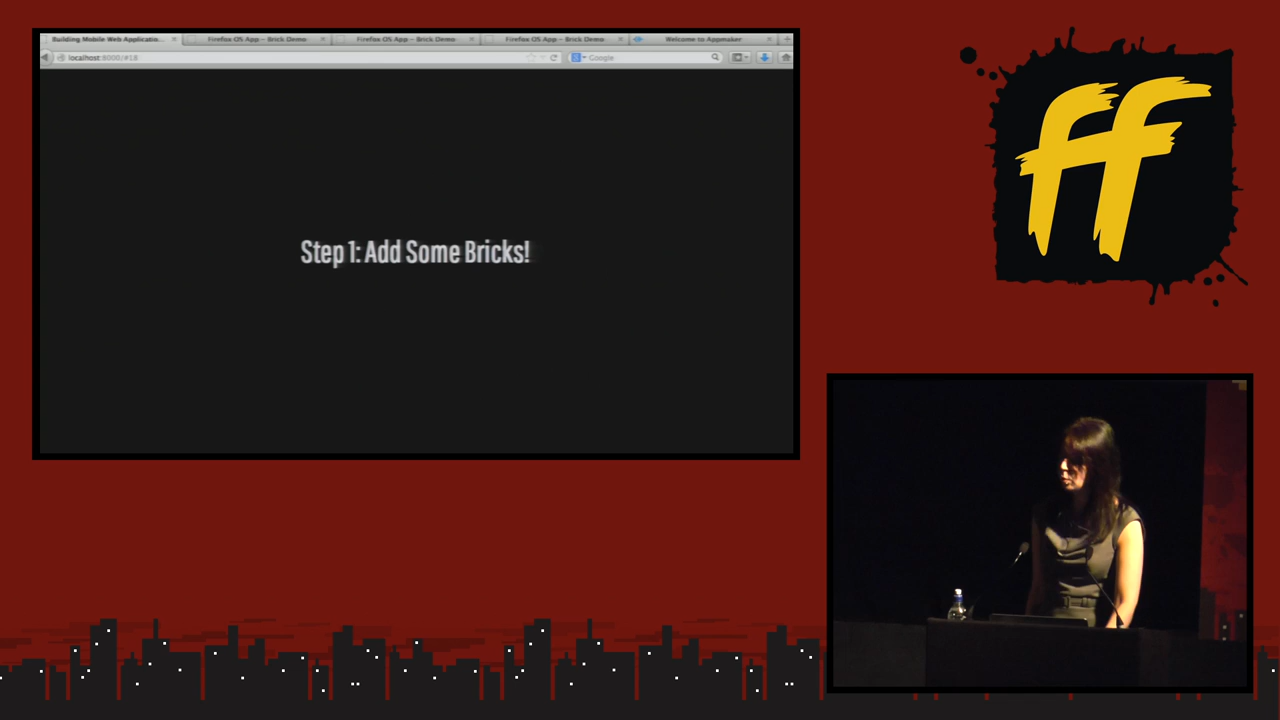 Building Mobile Web Applicatio...
Firefox OS App - Brick Demo
Firefox OS App - Brick Demo
Firefox OS App - Brick Demo
Welcome to Appmaker
localhost:8000/#18
Google
Step 1: Add Some Bricks!
ff